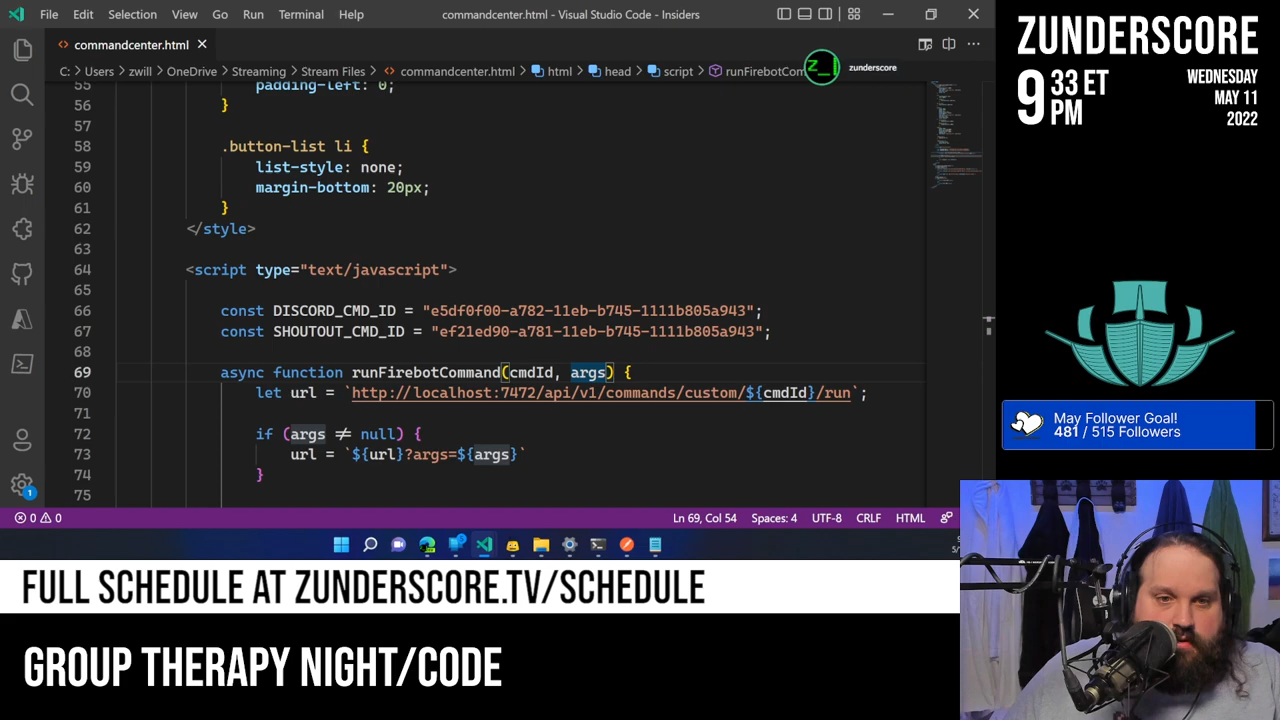 File Edit Selection View Go Run Terminal Help
commandcenter.html - Visual Studio Code - Insiders
commandcenter.html
C: > Users > zwill > OneDrive > Streaming > Stream Files > commandcenter.html > html > head > script > runFirebotCom
z_| zunderscore
55 padding-left: 0;
56 }
57
58 .button-list li {
59 list-style: none;
60 margin-bottom: 20px;
61 }
62 </style>
63
64 <script type="text/javascript">
65
66 const DISCORD_CMD_ID = "e5df0f00-a782-11eb-b745-1111b805a943";
67 const SHOUTOUT_CMD_ID = "ef21ed90-a781-11eb-b745-1111b805a943";
68
69 async function runFirebotCommand(cmdId, args) {
70 let url = `http://localhost:7472/api/v1/commands/custom/${cmdId}/run`;
71
72 if (args ≠ null) {
73 url = `${url}?args=${args}`
74 }
75
0 0
Ln 69, Col 54 Spaces: 4 UTF-8 CRLF HTML
1
ZUNDERSCORE
9 33 ET
PM
WEDNESDAY
MAY 11
2022
May Follower Goal!
481 / 515 Followers
FULL SCHEDULE AT ZUNDERSCORE.TV/SCHEDULE
GROUP THERAPY NIGHT/CODE